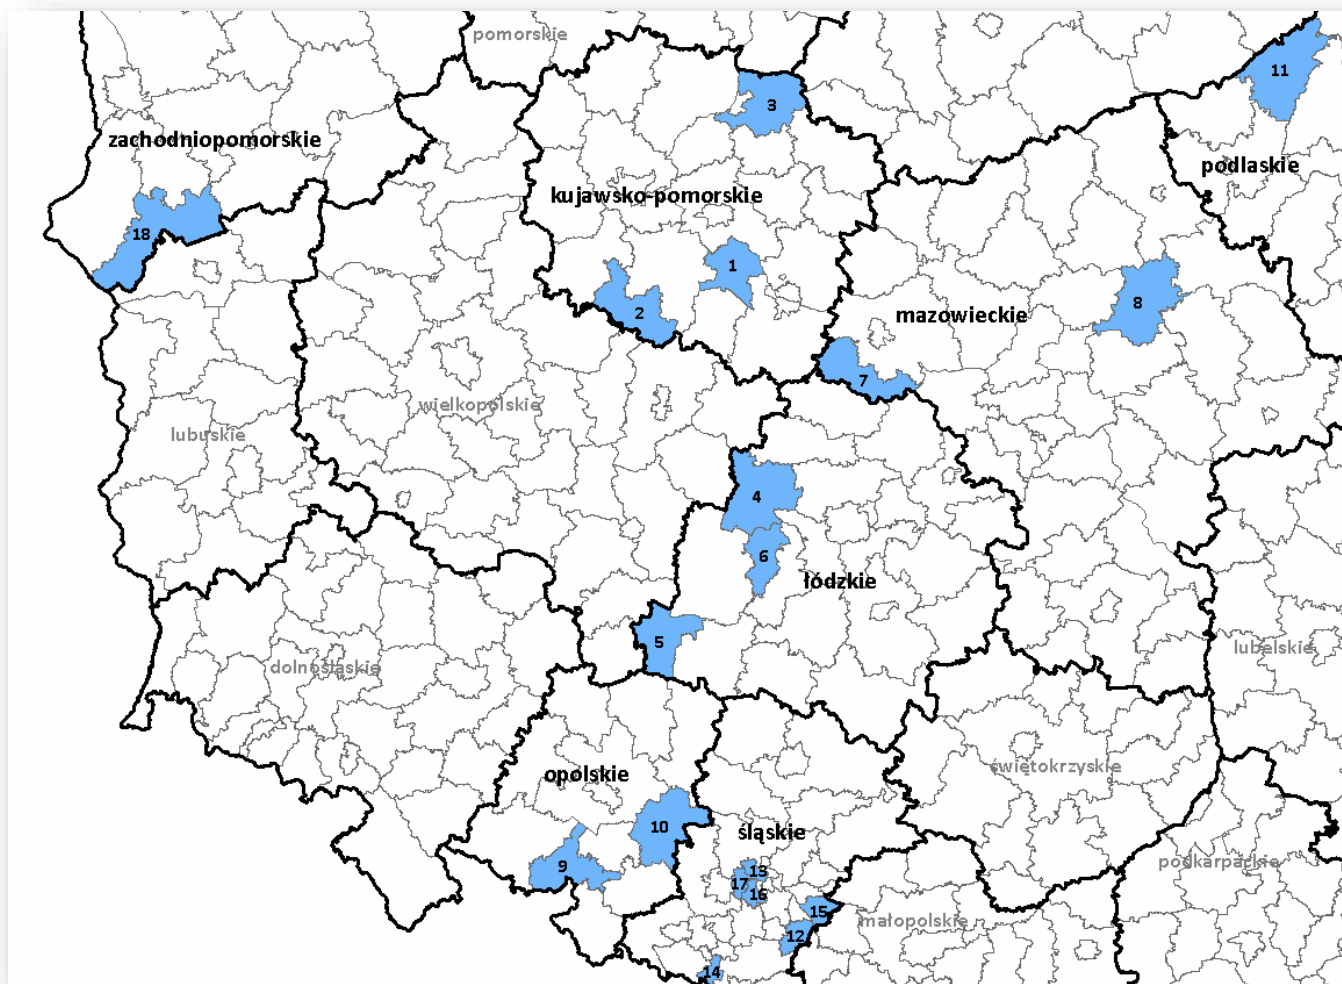 pomorskie
11
3
zachodniopomorskie
podlaskie
kujawsko-pomorskie
18
1
8
2
mazowieckie
7
wielkopolskie
lubuskie
4
6
łódzkie
5
lubelskie
dolnośląskie
świętokrzyskie
opolskie
10
śląskie
podkarpackie
9
13
17
16
15
małopolskie
12
14